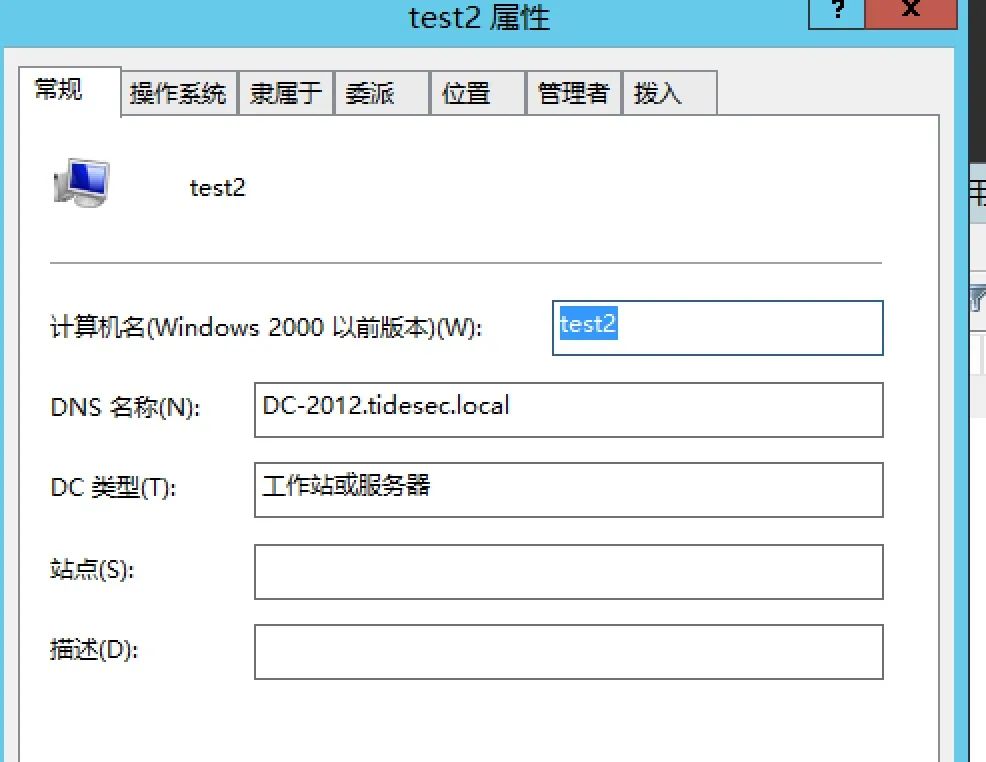 test2 属性
?
x
常规 操作系统 隶属于 委派 位置 管理者 拨入
test2
计算机名(Windows 2000 以前版本)(W): test2
DNS 名称(N): DC-2012.tidesec.local
DC 类型(T): 工作站或服务器
站点(S):
描述(D):